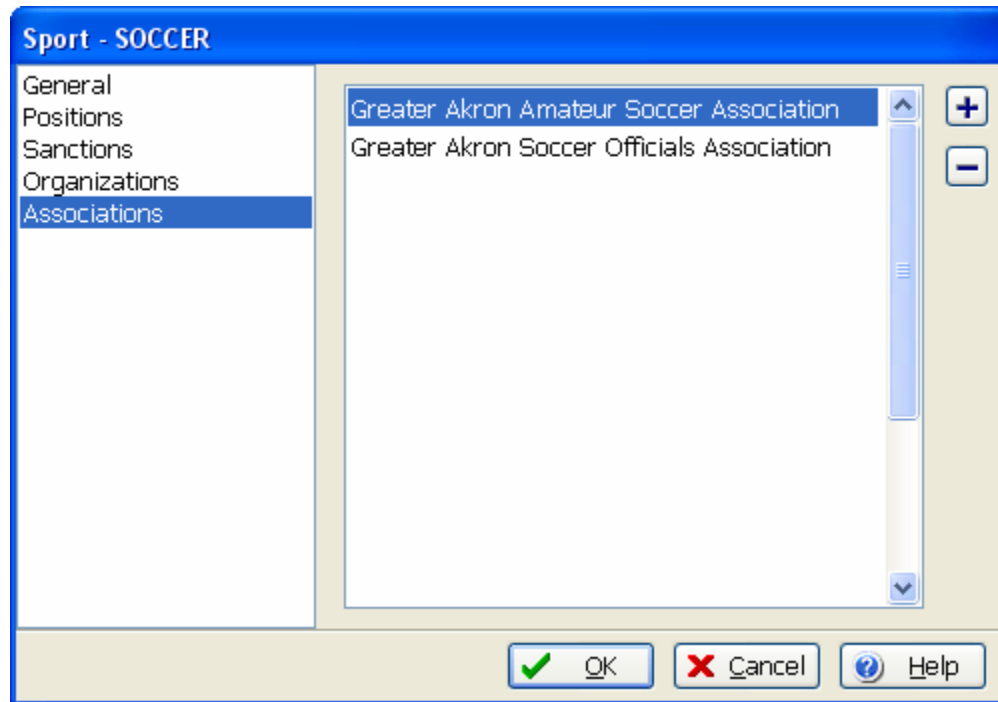 Sport - SOCCER
General
Positions
Sanctions
Organizations
Associations
Greater Akron Amateur Soccer Association
Greater Akron Soccer Officials Association
OK
Cancel
Help